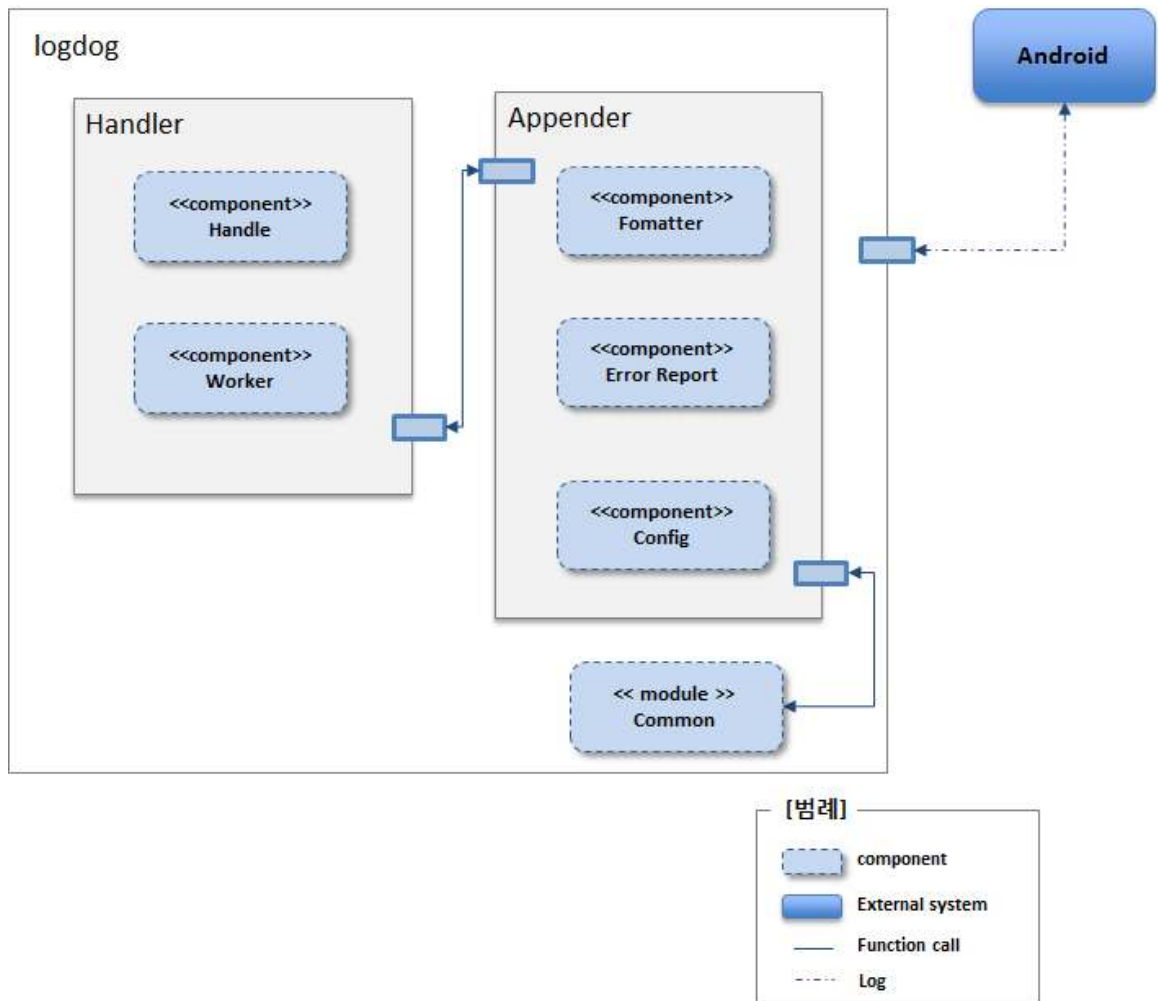 logdog
Handler
<<component>>
Handle
<<component>>
Worker
Appender
<<component>>
Fomatter
<<component>>
Error Report
<<component>>
Config
<< module >>
Common
Android
[범례]
component
External system
Function call
Log